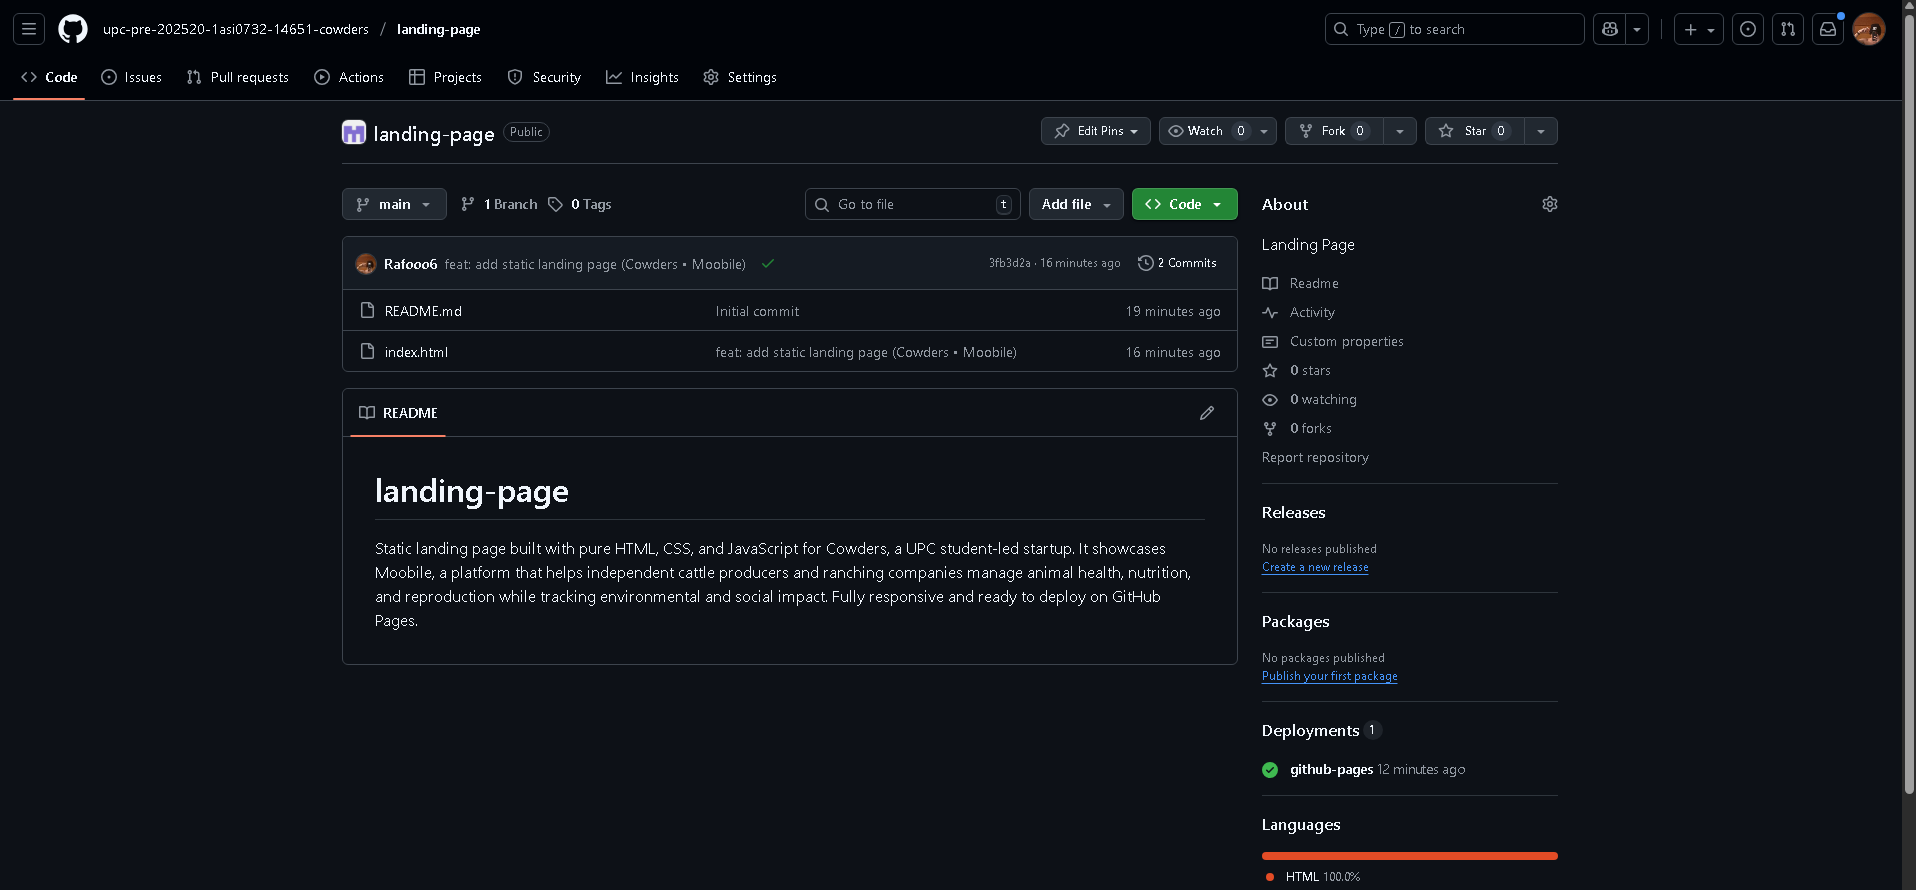 upc-pre-202520-1asi0732-14651-cowders / landing-page
Type / to search
Code Issues Pull requests Actions Projects Security Insights Settings
landing-page Public
Edit Pins Watch 0 Fork 0 Star 0
main 1 Branch 0 Tags
Go to file t Add file Code
Rafooo6 feat: add static landing page (Cowders • Moobile) 3fb3d2a · 16 minutes ago 2 Commits
README.md Initial commit 19 minutes ago
index.html feat: add static landing page (Cowders • Moobile) 16 minutes ago
README
landing-page
Static landing page built with pure HTML, CSS, and JavaScript for Cowders, a UPC student-led startup. It showcases
Moobile, a platform that helps independent cattle producers and ranching companies manage animal health, nutrition,
and reproduction while tracking environmental and social impact. Fully responsive and ready to deploy on GitHub
Pages.
About
Landing Page
Readme
Activity
Custom properties
0 stars
0 watching
0 forks
Report repository
Releases
No releases published
Create a new release
Packages
No packages published
Publish your first package
Deployments 1
github-pages 12 minutes ago
Languages
HTML 100.0%